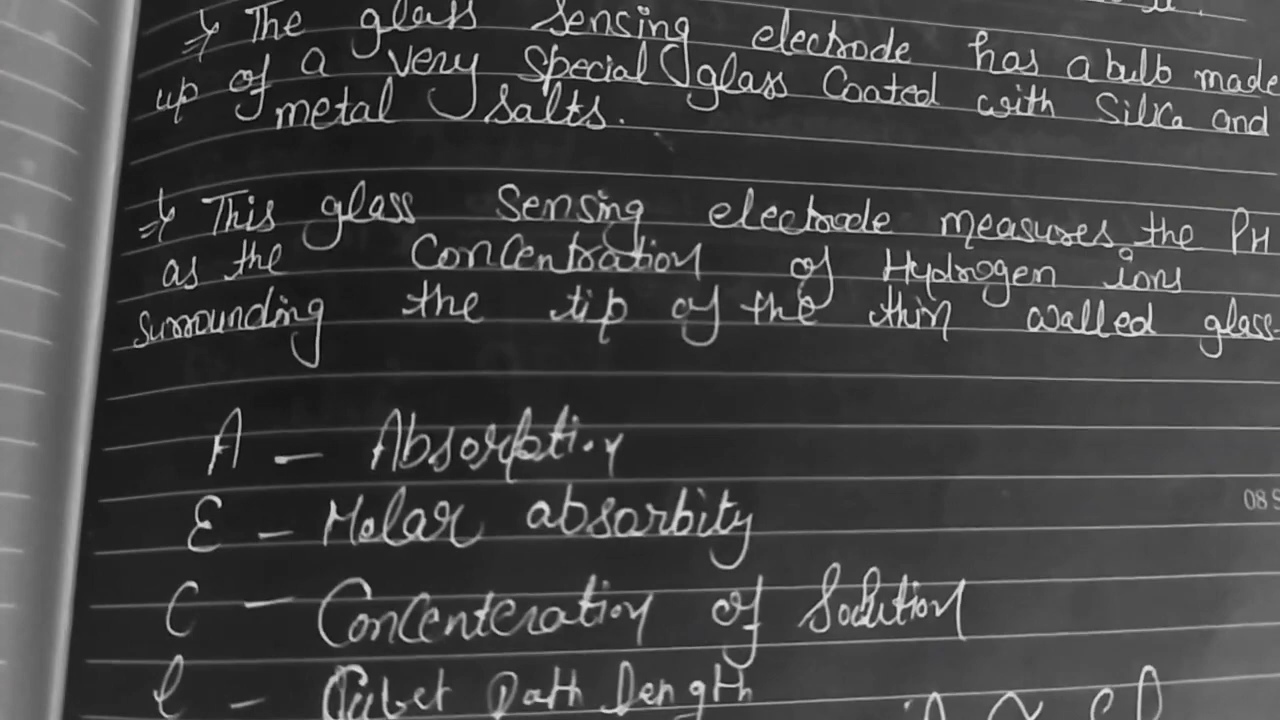 ⇒ The glass sensing electrode has a bulb made
up of a very special glass coated with Silica and
metal salts.
⇒ This glass sensing electrode measures the PH
as the concentration of Hydrogen ions
surrounding the tip of the thin walled glass
A - Absorption
ε - Molar absorbity
C - Concenteration of Solution
l - Cubet Path length
08 S